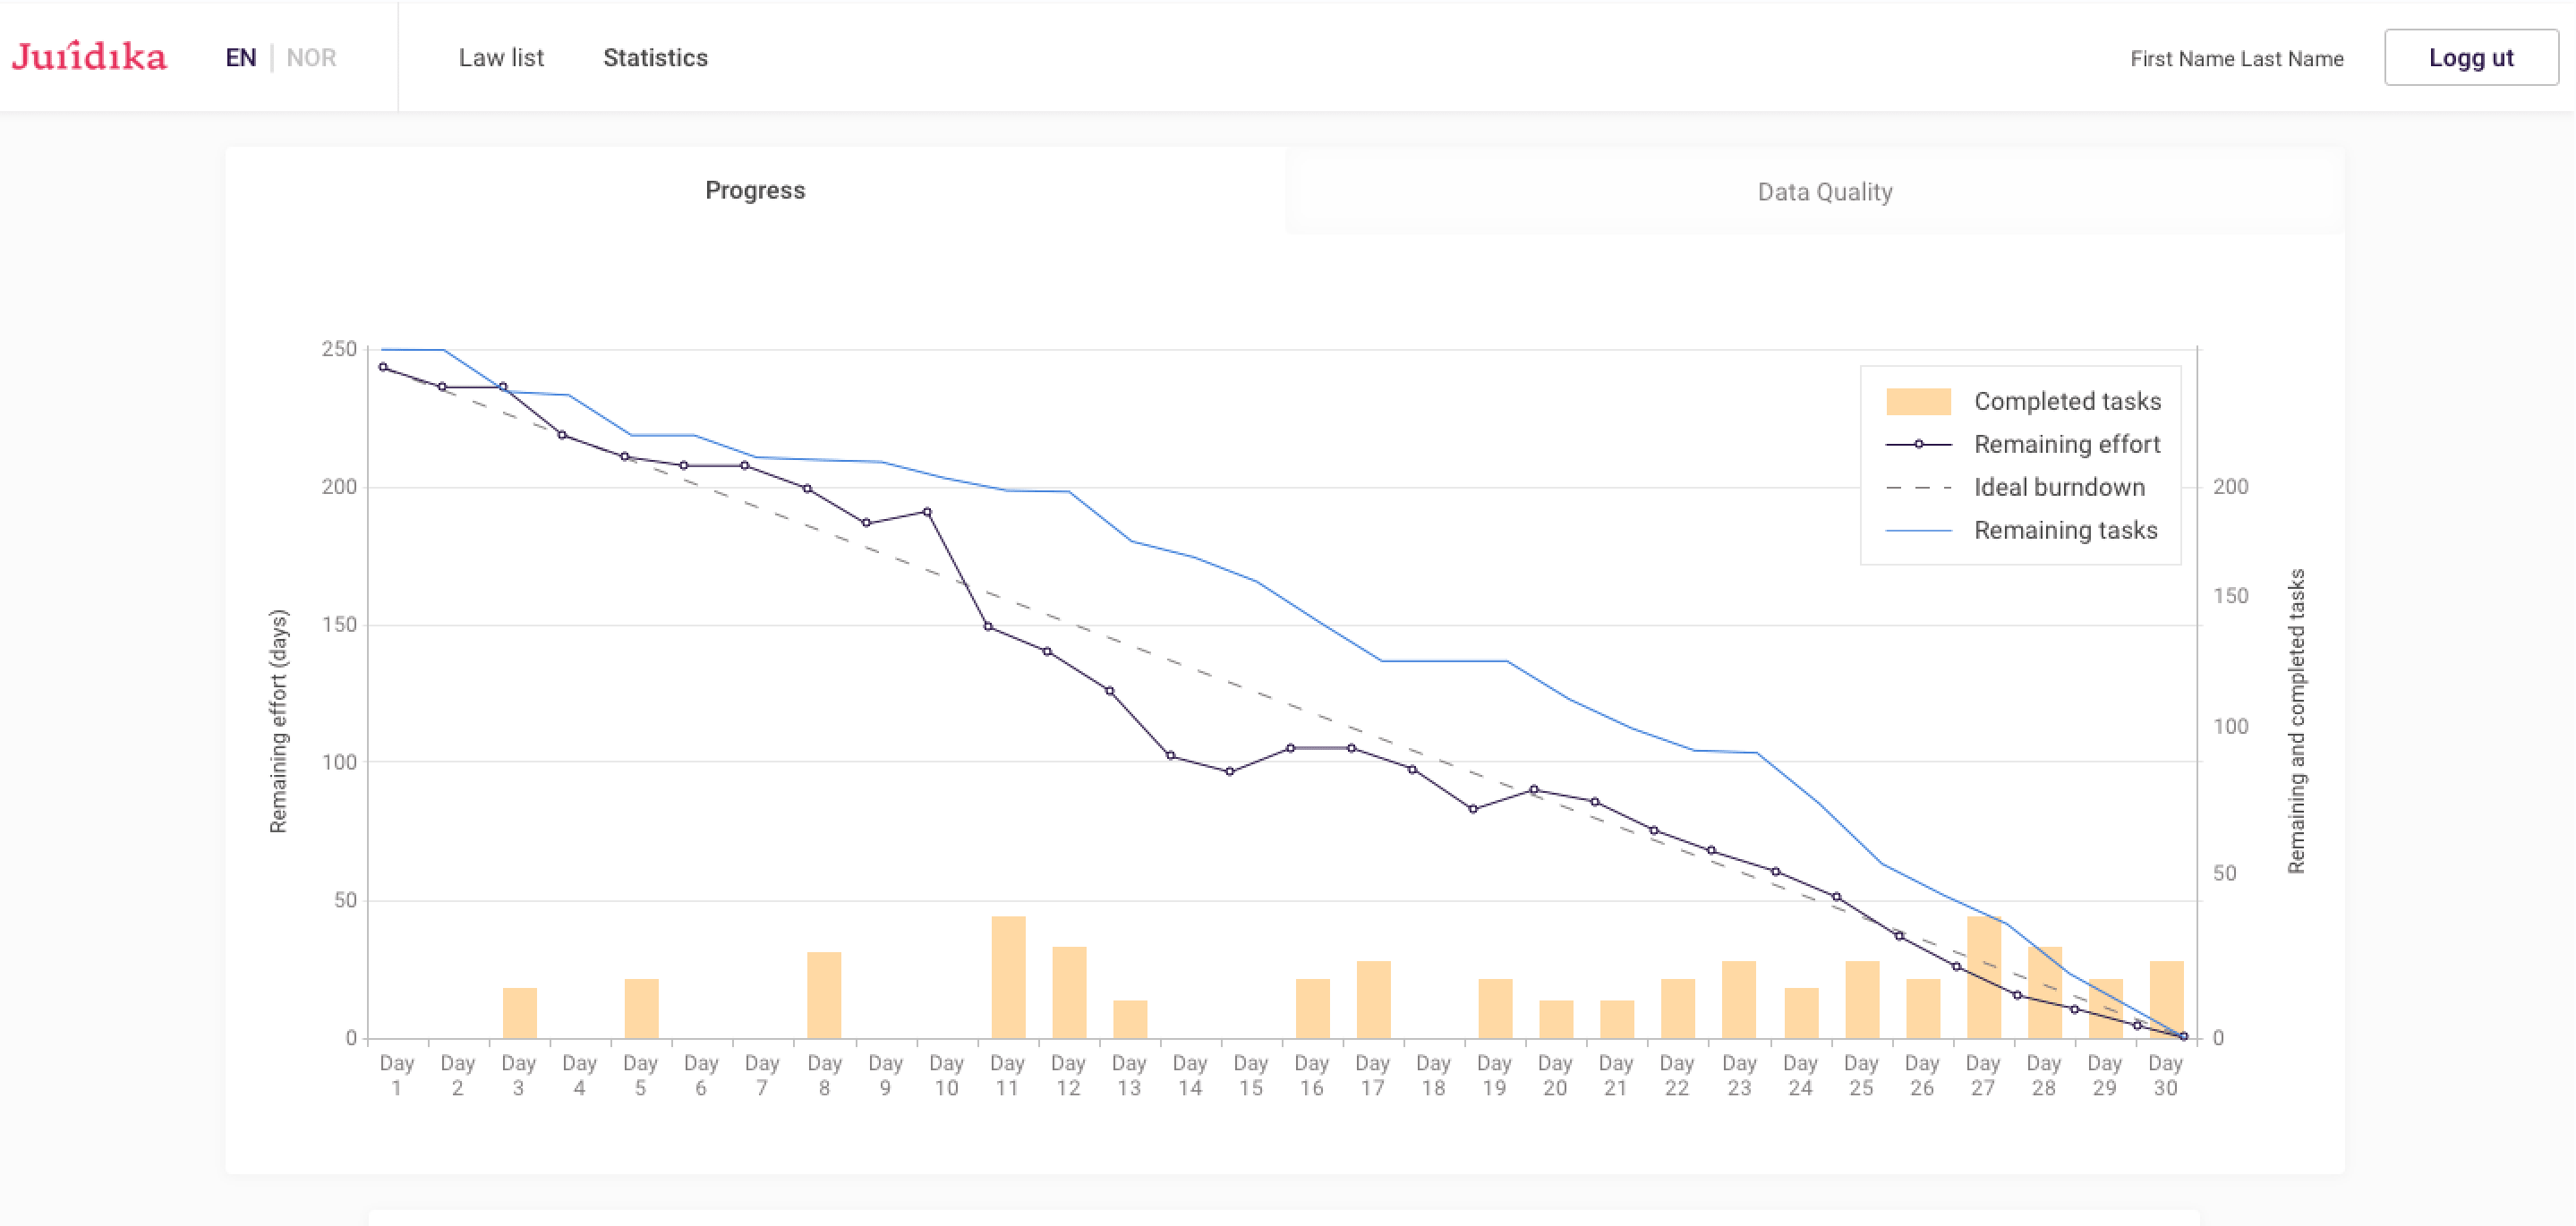 Juridika
EN | NOR
Law list
Statistics
First Name Last Name
Logg ut
Progress
Data Quality
Completed tasks
Remaining effort
Ideal burndown
Remaining tasks
Remaining effort (days)
250
200
150
100
50
0
200
150
100
50
0
Remaining and completed tasks
Day 1
Day 2
Day 3
Day 4
Day 5
Day 6
Day 7
Day 8
Day 9
Day 10
Day 11
Day 12
Day 13
Day 14
Day 15
Day 16
Day 17
Day 18
Day 19
Day 20
Day 21
Day 22
Day 23
Day 24
Day 25
Day 26
Day 27
Day 28
Day 29
Day 30